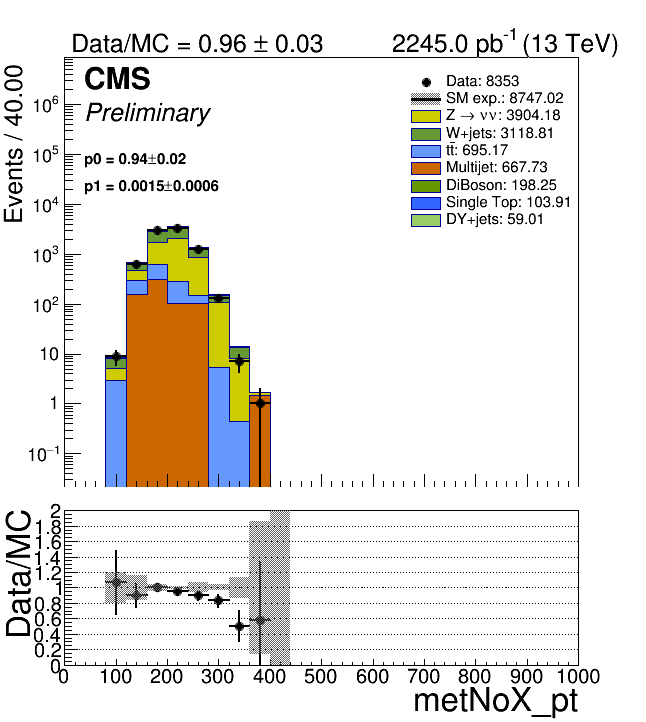 Data/MC = 0.96 ± 0.03 2245.0 pb⁻¹ (13 TeV)
CMS
Preliminary
p0 = 0.94±0.02
p1 = 0.0015±0.0006
Data: 8353
SM exp.: 8747.02
Z → νν: 3904.18
W+jets: 3118.81
tt̄: 695.17
Multijet: 667.73
DiBoson: 198.25
Single Top: 103.91
DY+jets: 59.01
Events / 40.00
10⁶
10⁵
10⁴
10³
10²
10
1
10⁻¹
Data/MC
2
1.8
1.6
1.4
1.2
1
0.8
0.6
0.4
0.2
0
0 100 200 300 400 500 600 700 800 900 1000
metNoX_pt